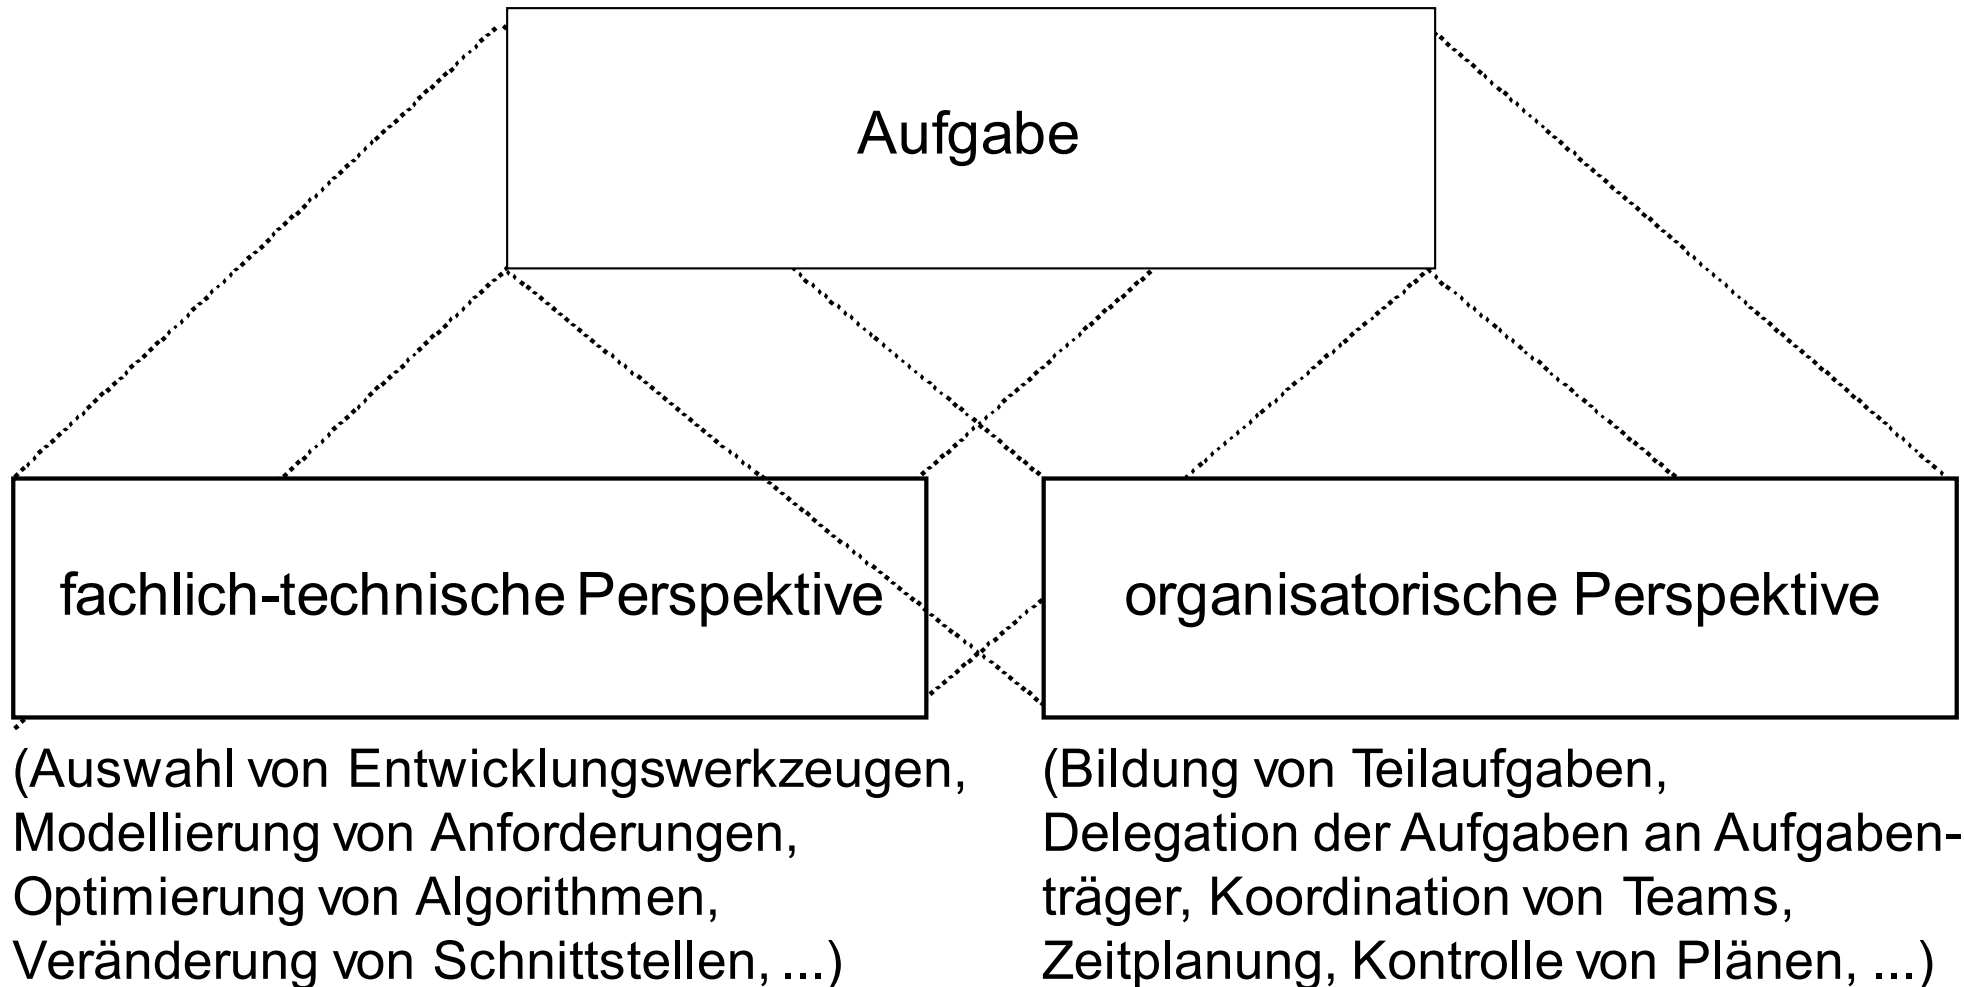 Aufgabe
fachlich-technische Perspektive
organisatorische Perspektive
(Auswahl von Entwicklungswerkzeugen,
Modellierung von Anforderungen,
Optimierung von Algorithmen,
Veränderung von Schnittstellen, ...)
(Bildung von Teilaufgaben,
Delegation der Aufgaben an Aufgaben-
träger, Koordination von Teams,
Zeitplanung, Kontrolle von Plänen, ...)